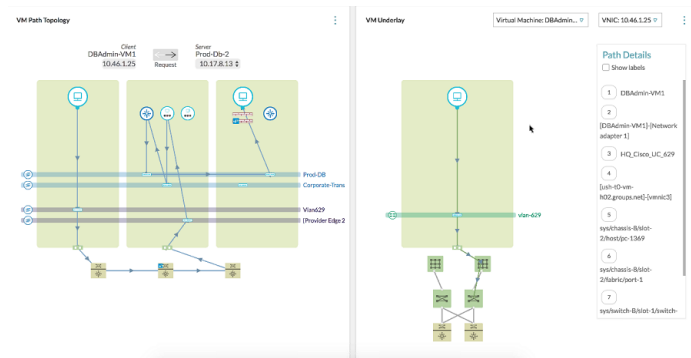 VM Path Topology
Client
DBAdmin-VM1
10.46.1.25
Request
Server
Prod-Db-2
10.17.8.13
Prod-DB
Corporate-Trans
Vlan629
[Provider Edge 2
VM Underlay
Virtual Machine: DBAdmin...
VNIC: 10.46.1.25
vlan-629
Path Details
Show labels
1 DBAdmin-VM1
2
[DBAdmin-VM1]-[Network
adapter 1]
3 HQ_Cisco_UC_629
4
[ush-t0-vm-
h02.groups.net]-[vmnic3]
5
sys/chassis-8/slot-
2/host/pc-1369
6
sys/chassis-8/slot-
2/fabric/port-1
7
sys/switch-B/slot-1/switch-